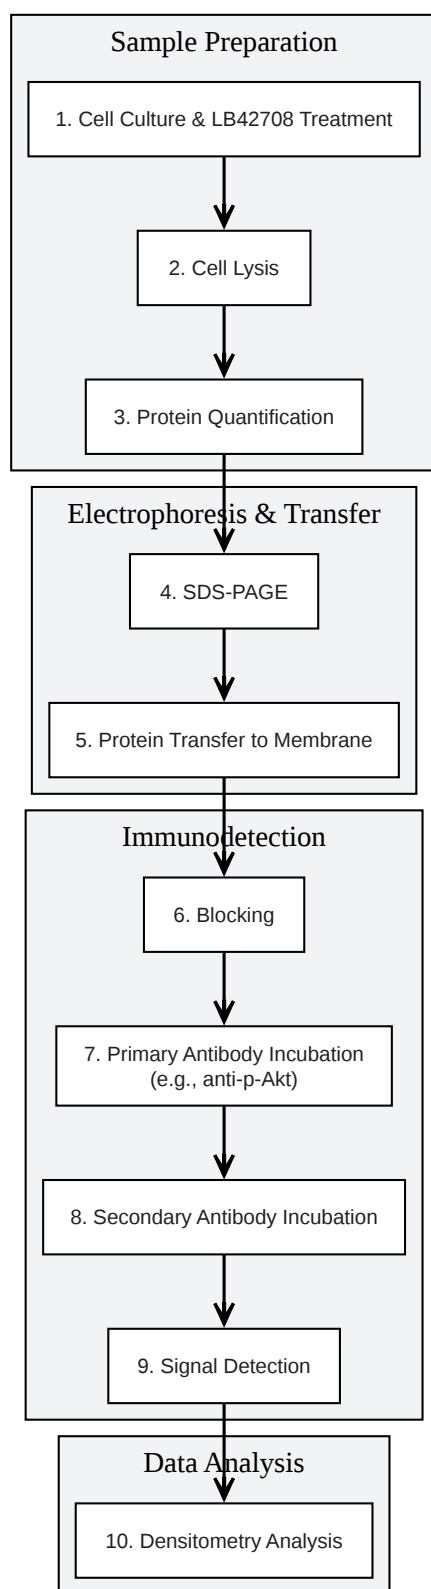 Sample Preparation
1. Cell Culture & LB42708 Treatment
2. Cell Lysis
3. Protein Quantification
Electrophoresis & Transfer
4. SDS-PAGE
5. Protein Transfer to Membrane
Immunodetection
6. Blocking
7. Primary Antibody Incubation
(e.g., anti-p-Akt)
8. Secondary Antibody Incubation
9. Signal Detection
Data Analysis
10. Densitometry Analysis